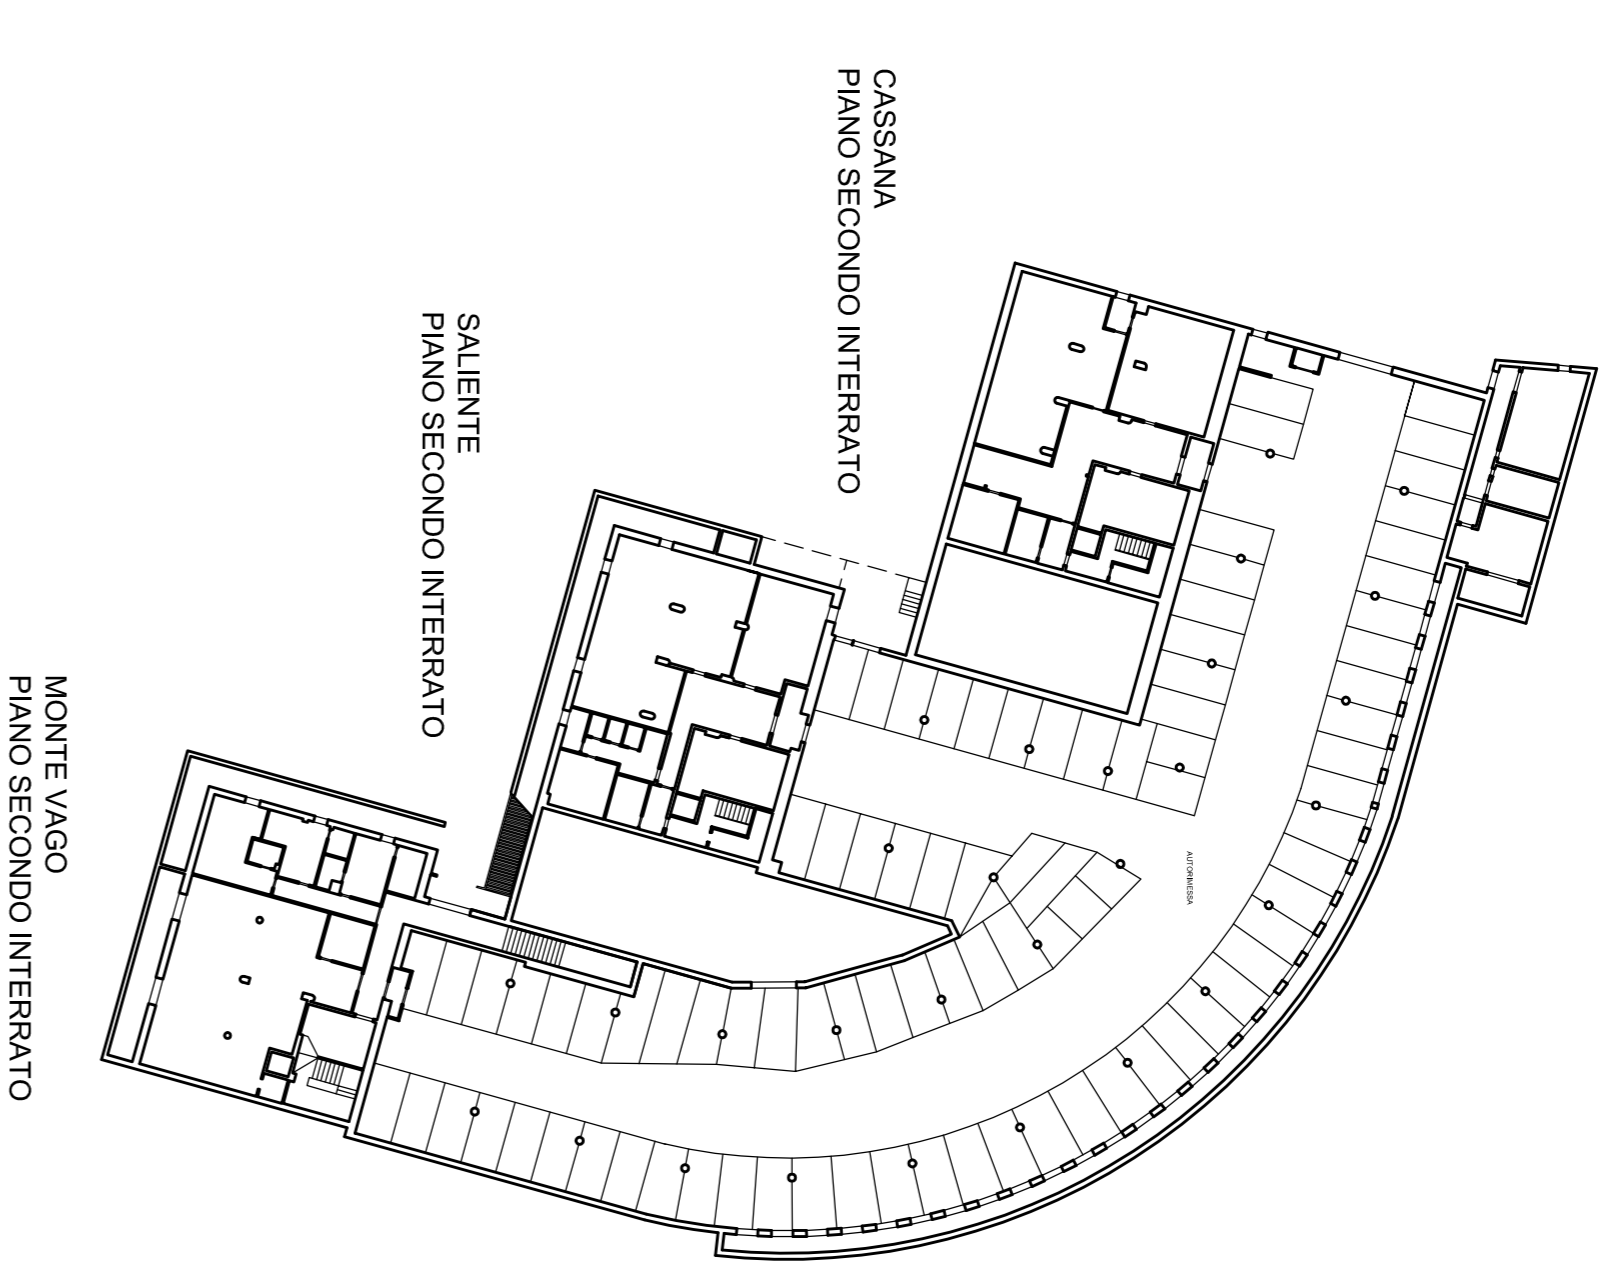 CASSANA
PIANO SECONDO INTERRATO
SALIENTE
PIANO SECONDO INTERRATO
MONTE VAGO
PIANO SECONDO INTERRATO
AUTORIMESSA